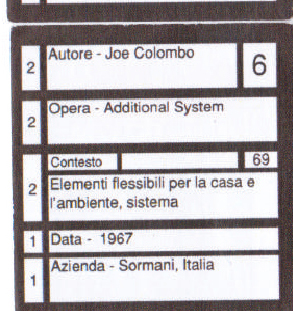 2 Autore - Joe Colombo 6
2 Opera - Additional System
Contesto 69
2 Elementi flessibili per la casa e
l'ambiente, sistema
1 Data - 1967
1 Azienda - Sormani, Italia